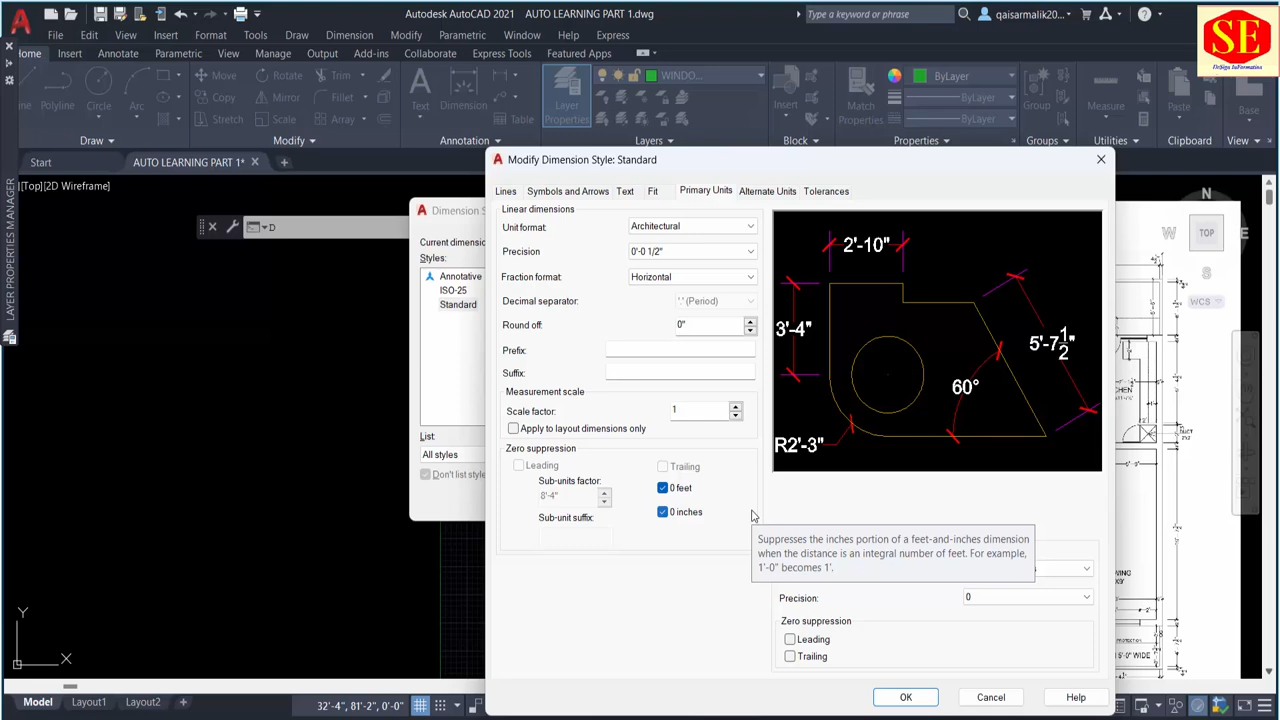 Autodesk AutoCAD 2021 AUTO LEARNING PART 1.dwg
Type a keyword or phrase
qaisarmalik20...
SE
DeSign InFormation
File Edit View Insert Format Tools Draw Dimension Modify Parametric Window Help Express
Home Insert Annotate Parametric View Manage Output Add-ins Collaborate Express Tools Featured Apps
Polyline Circle Arc
Move Rotate Trim
Copy Mirror Fillet
Stretch Scale Array
Text Dimension Table
Layer Properties
WINDO...
Insert
Match Properties
ByLayer
ByLayer
ByLayer
Group
Measure
Paste
Base
Draw Modify Annotation Layers Block Properties Groups Utilities Clipboard View
Start AUTO LEARNING PART 1*
[Top][2D Wireframe]
LAYER PROPERTIES MANAGER
D
Current dimens
Styles:
Annotative
ISO-25
Standard
List:
All styles
Don't list style
Dimension S
Modify Dimension Style: Standard
Lines Symbols and Arrows Text Fit Primary Units Alternate Units Tolerances
Linear dimensions
Unit format: Architectural
Precision 0'-0 1/2"
Fraction format: Horizontal
Decimal separator: '.' (Period)
Round off: 0"
Prefix:
Suffix:
Measurement scale
Scale factor: 1
Apply to layout dimensions only
Zero suppression
Leading Trailing
Sub-units factor: 0 feet
8'-4"
Sub-unit suffix: 0 inches
2'-10"
3'-4"
5'-7 1/2"
60°
R2'-3"
Suppresses the inches portion of a feet-and-inches dimension
when the distance is an integral number of feet. For example,
1'-0" becomes 1'.
Precision: 0
Zero suppression
Leading
Trailing
OK Cancel Help
N
W TOP E
S
WCS
Y
X
Model Layout1 Layout2
32'-4", 81'-2", 0'-0"